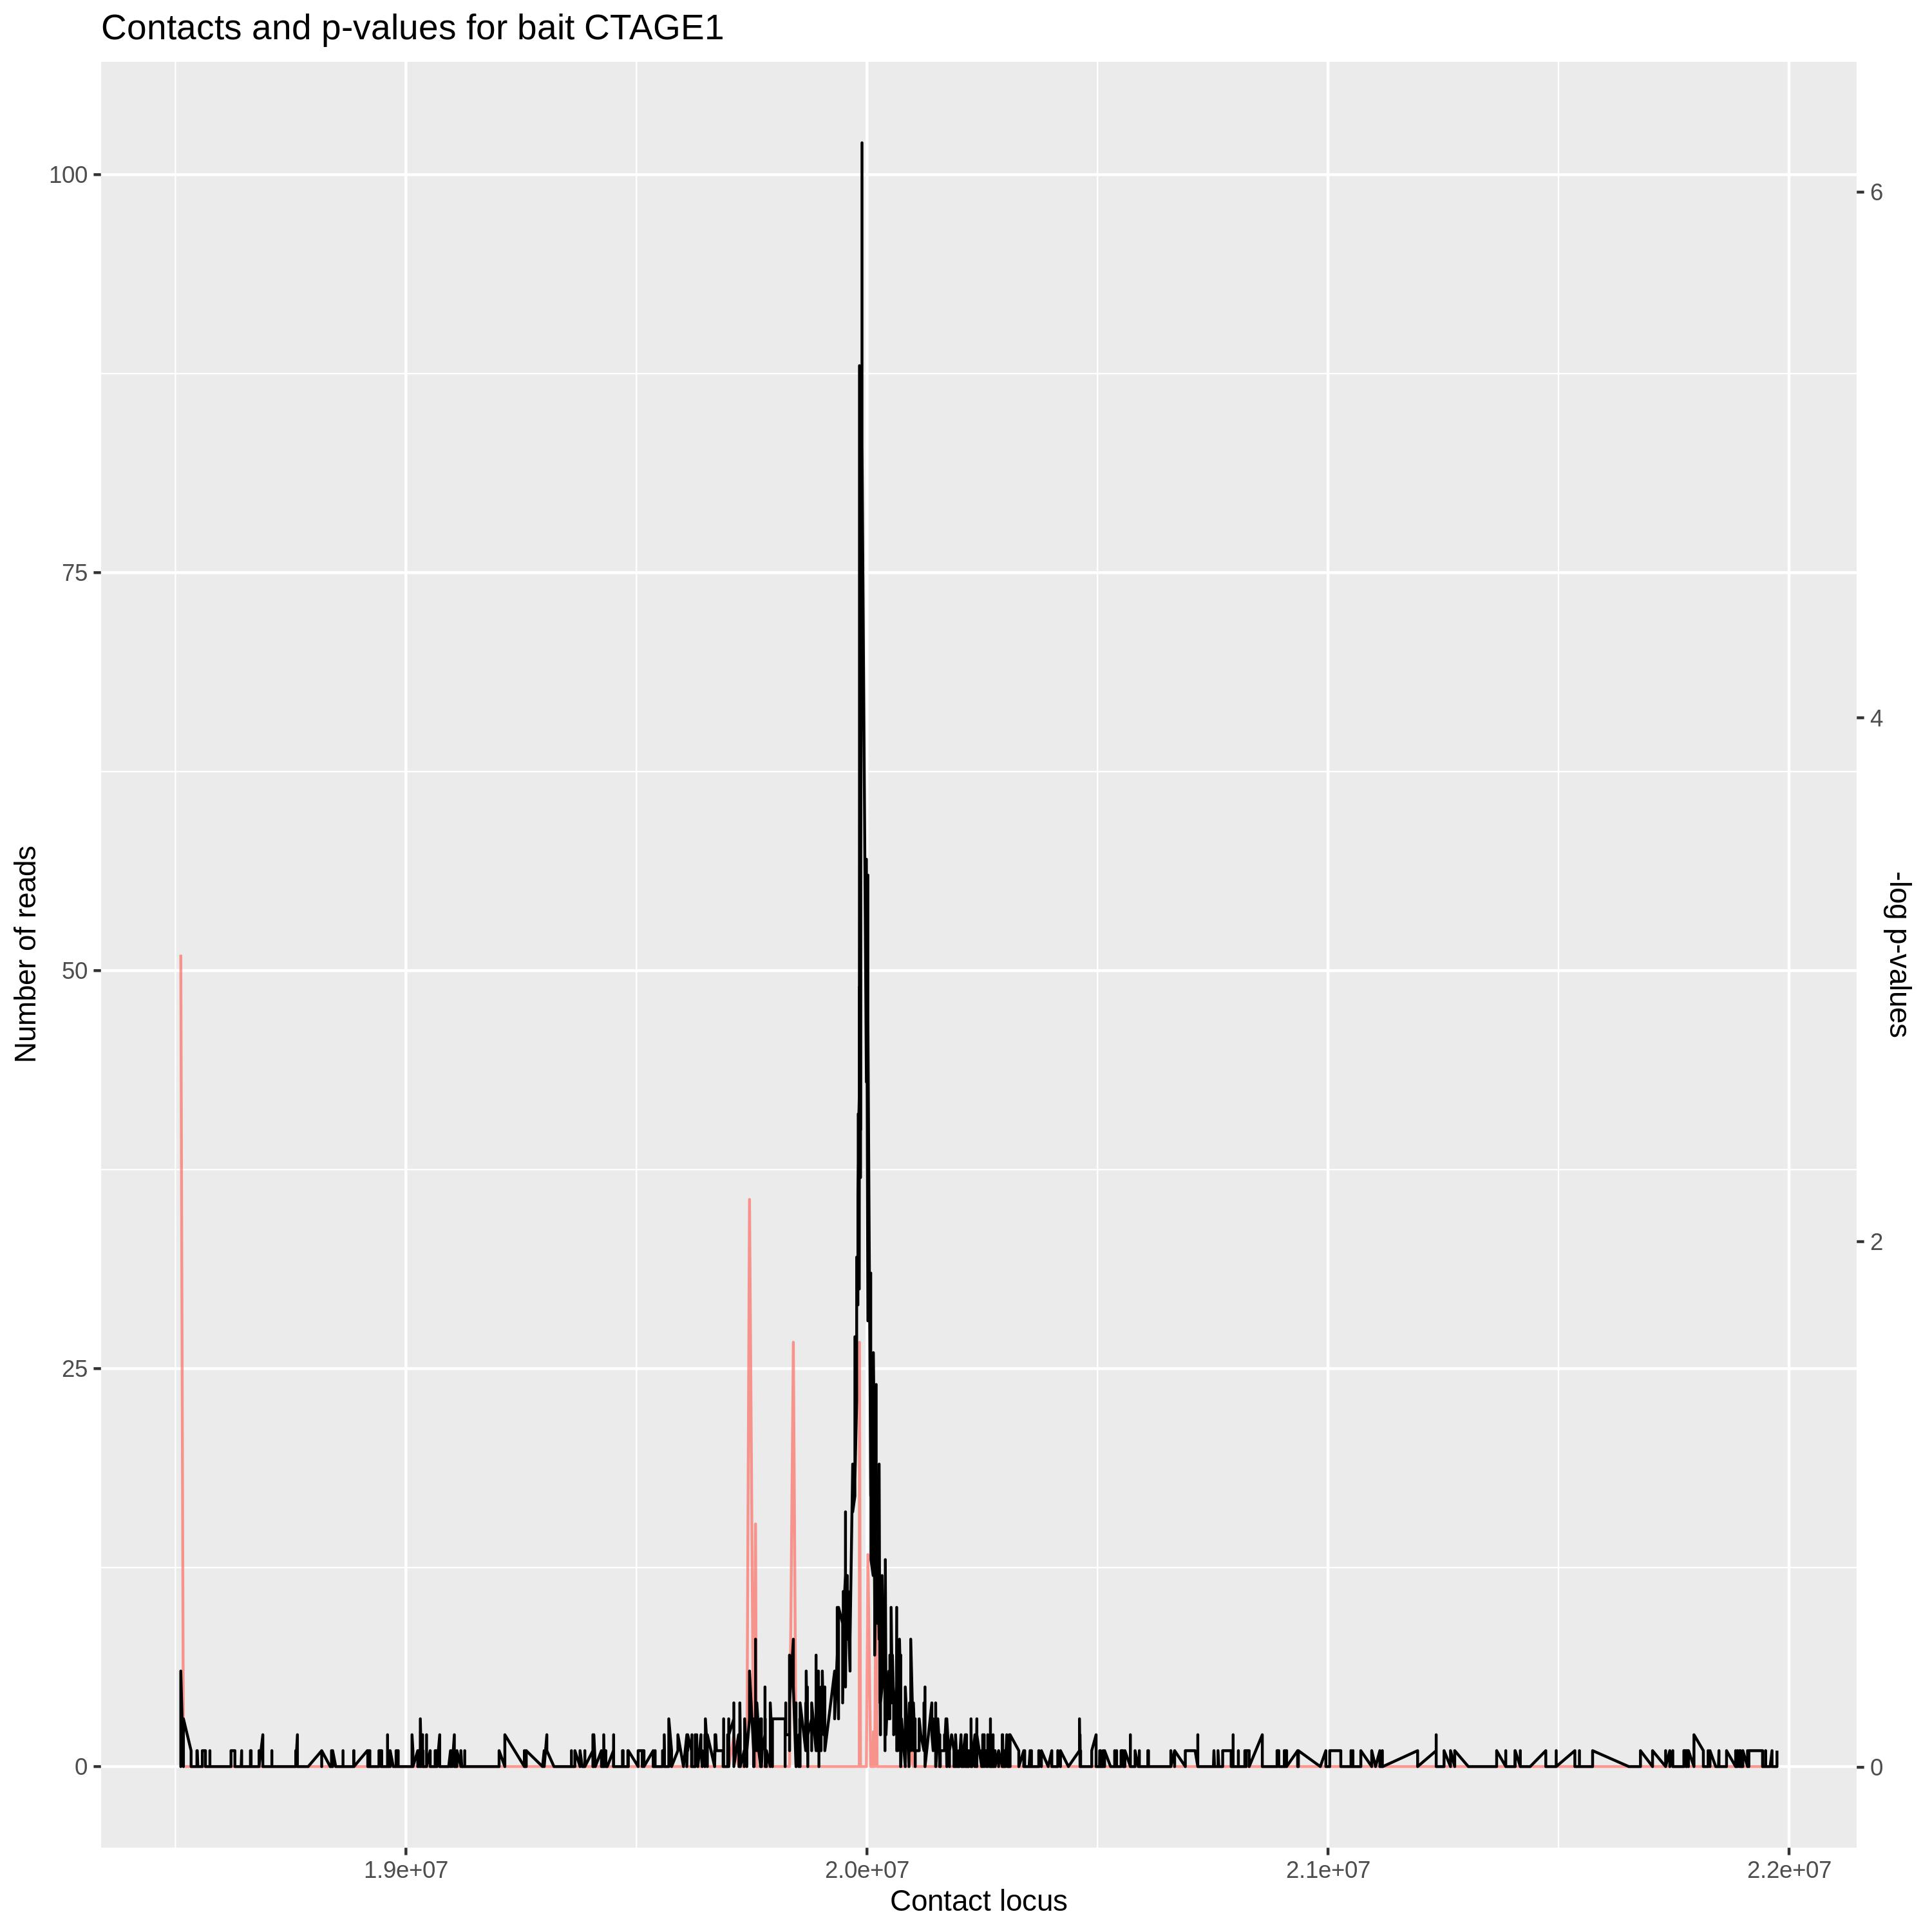 Contacts and p-values for bait CTAGE1
100
75
50
25
0
Number of reads
6
4
2
0
-log p-values
1.9e+07
2.0e+07
2.1e+07
2.2e+07
Contact locus